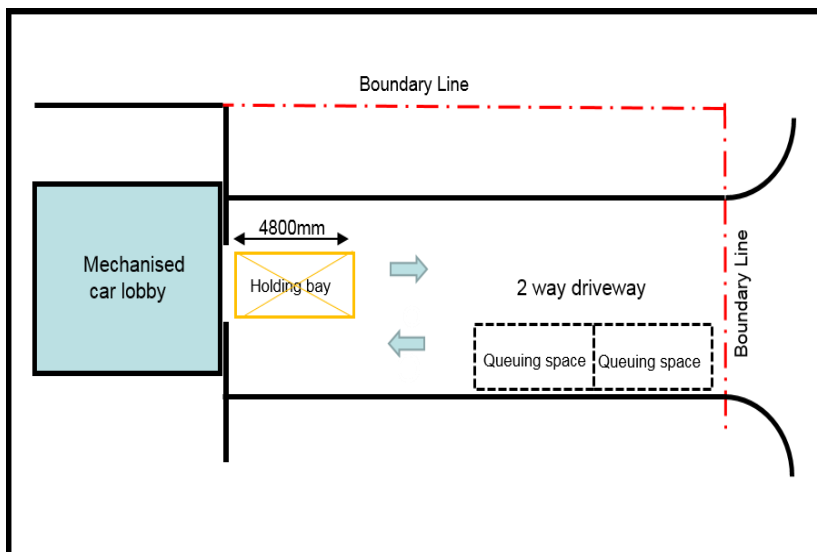 Boundary Line
4800mm
Mechanised
car lobby
Holding bay
2 way driveway
Boundary Line
Queuing space
Queuing space